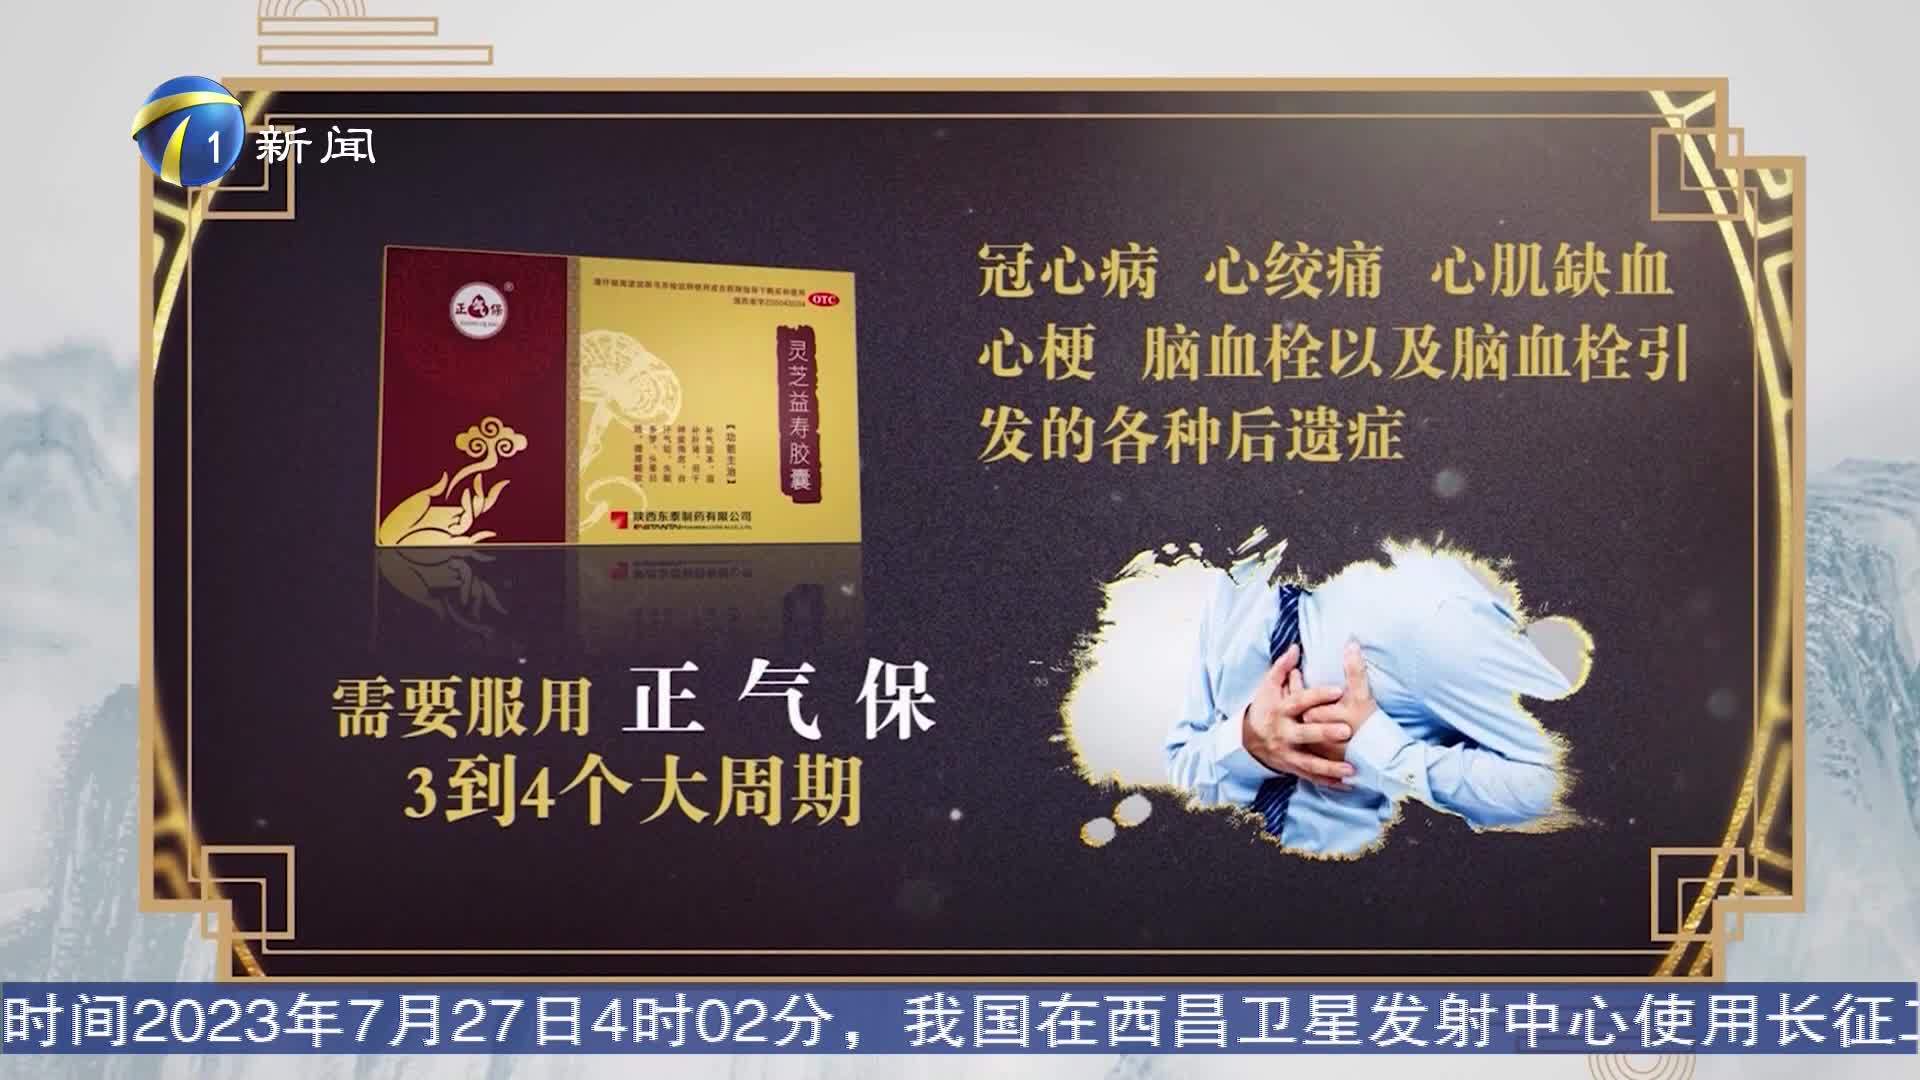 1 新闻
冠心病 心绞痛 心肌缺血
心梗 脑血栓以及脑血栓引
发的各种后遗症
正气保
®
OTC
灵芝益寿胶囊
【功能主治】
陕西东泰制药有限公司
需要服用 正气保
3到4个大周期
时间2023年7月27日4时02分，我国在西昌卫星发射中心使用长征